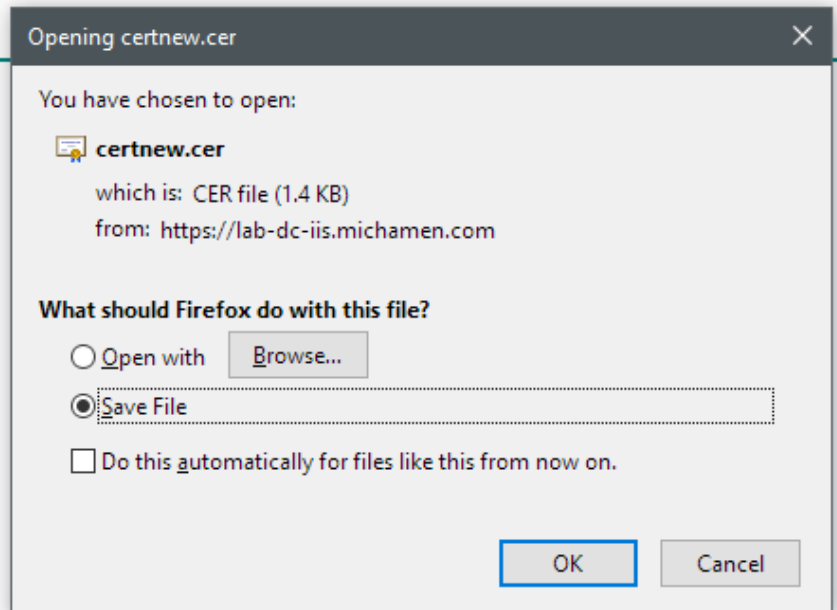 Opening certnew.cer
You have chosen to open:
certnew.cer
which is: CER file (1.4 KB)
from: https://lab-dc-iis.michamen.com
What should Firefox do with this file?
Open with Browse...
Save File
Do this automatically for files like this from now on.
OK Cancel